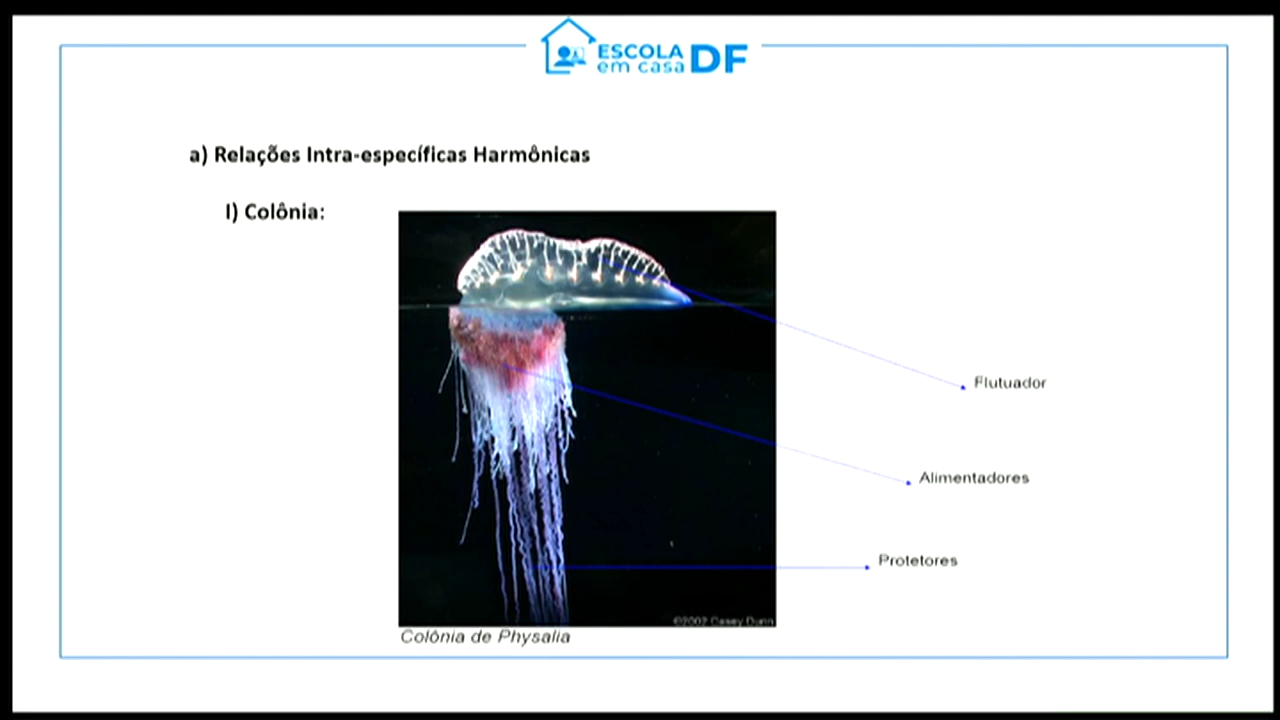 ESCOLA
em casa DF
a) Relações Intra-específicas Harmônicas
I) Colônia:
Flutuador
Alimentadores
Protetores
©2002 Casey Dunn
Colônia de Physalia